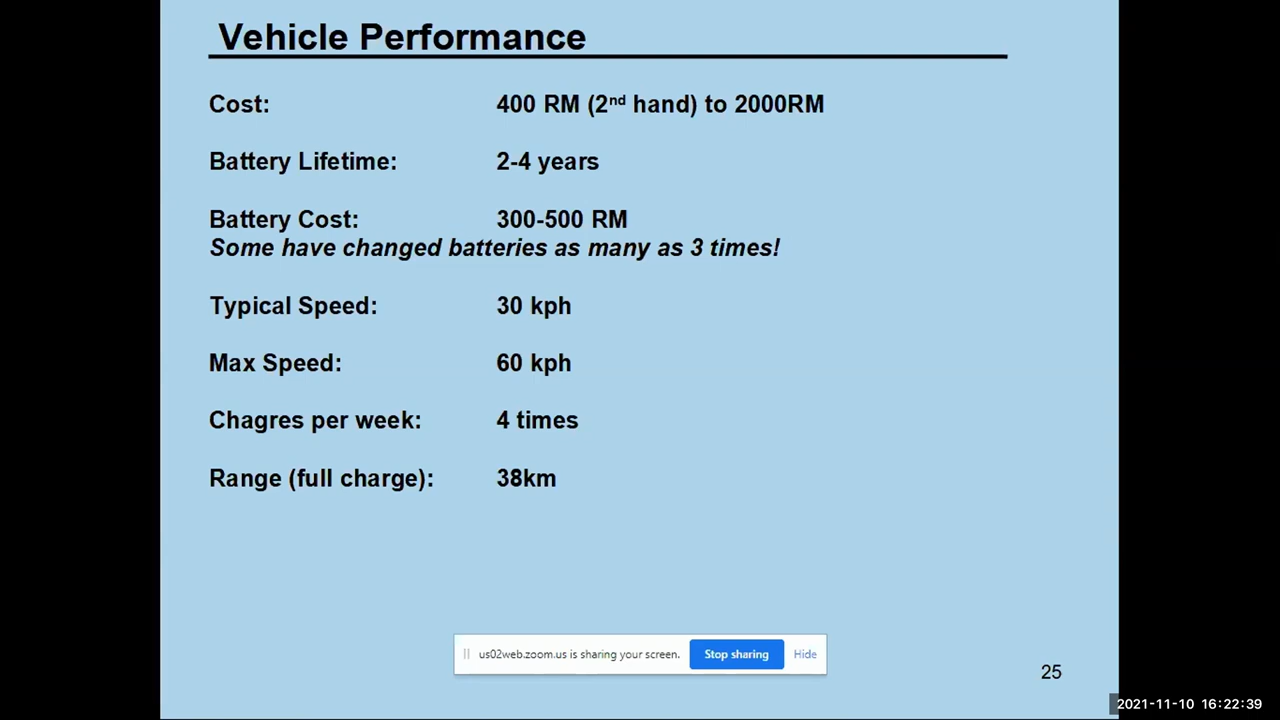 Vehicle Performance
Cost: 400 RM (2nd hand) to 2000RM
Battery Lifetime: 2-4 years
Battery Cost: 300-500 RM
Some have changed batteries as many as 3 times!
Typical Speed: 30 kph
Max Speed: 60 kph
Chagres per week: 4 times
Range (full charge): 38km
us02web.zoom.us is sharing your screen. Stop sharing Hide
25
2021-11-10 16:22:39